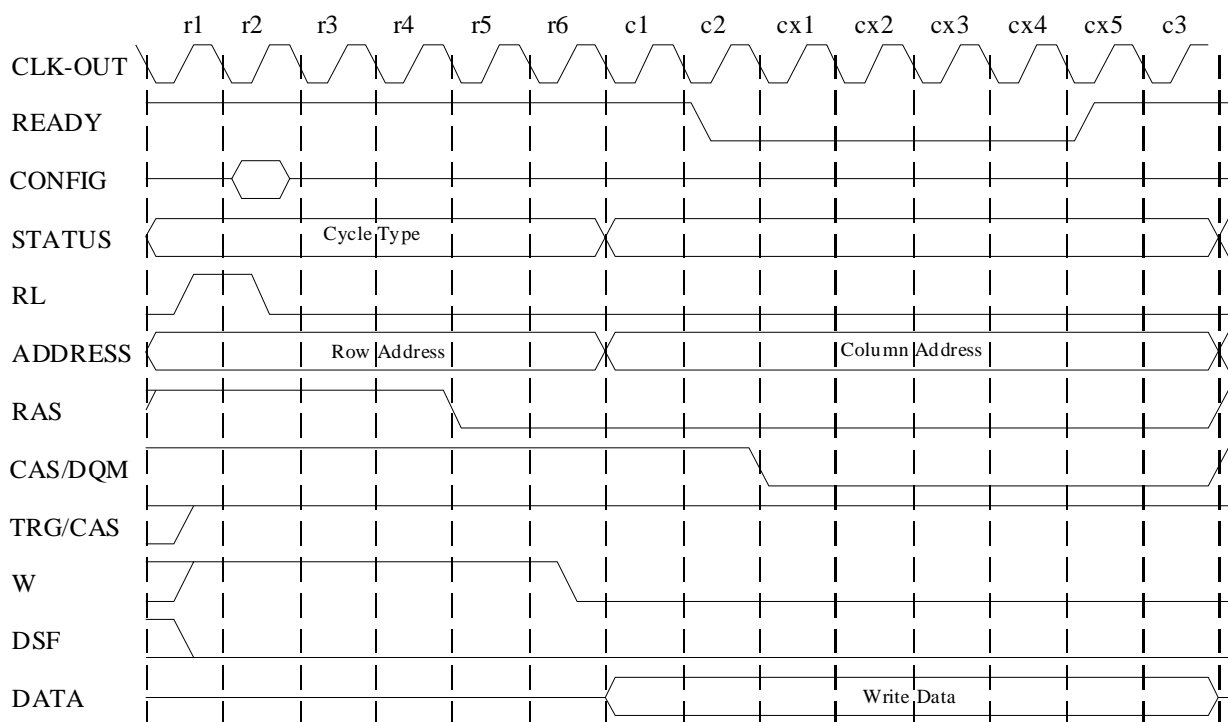 r1 r2 r3 r4 r5 r6 c1 c2 cx1 cx2 cx3 cx4 cx5 c3
CLK-OUT
READY
CONFIG
STATUS Cycle Type
RL
ADDRESS Row Address Column Address
RAS
CAS/DQM
TRG/CAS
W
DSF
DATA Write Data